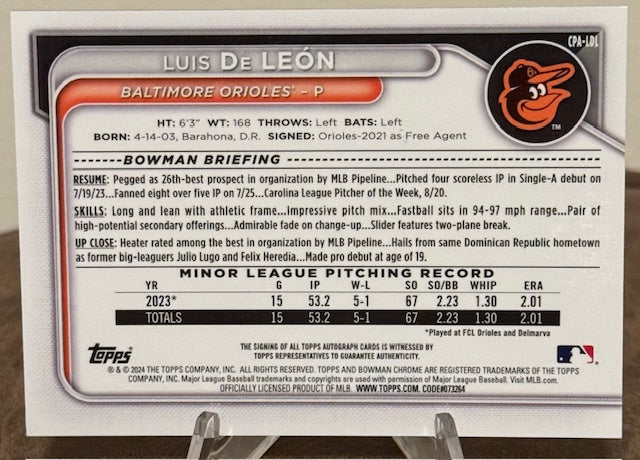 CPA-LDL
LUIS DE LEÓN
BALTIMORE ORIOLES® – P
HT: 6'3" WT: 168 THROWS: Left BATS: Left
BORN: 4-14-03, Barahona, D.R. SIGNED: Orioles-2021 as Free Agent
BOWMAN BRIEFING
RESUME: Pegged as 26th-best prospect in organization by MLB Pipeline...Pitched four scoreless IP in Single-A debut on
7/19/23...Fanned eight over five IP on 7/25...Carolina League Pitcher of the Week, 8/20.
SKILLS: Long and lean with athletic frame...Impressive pitch mix...Fastball sits in 94-97 mph range...Pair of
high-potential secondary offerings...Admirable fade on change-up...Slider features two-plane break.
UP CLOSE: Heater rated among the best in organization by MLB Pipeline...Hails from same Dominican Republic hometown
as former big-leaguers Julio Lugo and Felix Heredia...Made pro debut at age of 19.
MINOR LEAGUE PITCHING RECORD
YR G IP W-L SO SO/BB WHIP ERA
2023* 15 53.2 5-1 67 2.23 1.30 2.01
TOTALS 15 53.2 5-1 67 2.23 1.30 2.01
*Played at FCL Orioles and Delmarva
THE SIGNING OF ALL TOPPS AUTOGRAPH CARDS IS WITNESSED BY
TOPPS REPRESENTATIVES TO GUARANTEE AUTHENTICITY.
Topps
® & © 2024 THE TOPPS COMPANY, INC. ALL RIGHTS RESERVED. TOPPS AND BOWMAN CHROME ARE REGISTERED TRADEMARKS OF THE TOPPS
COMPANY, INC. Major League Baseball trademarks and copyrights are used with permission of Major League Baseball. Visit MLB.com.
OFFICIALLY LICENSED PRODUCT OF MLB. WWW.TOPPS.COM. CODE#073264